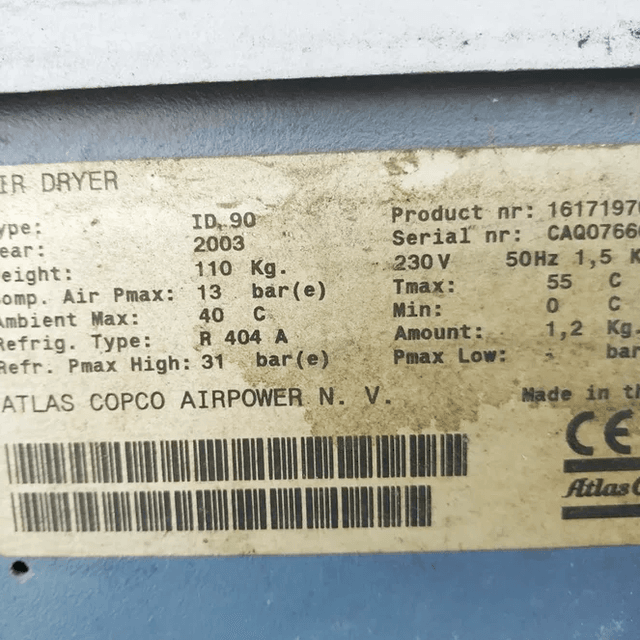 IR DRYER
ype: ID 90
ear: 2003
eight: 110 Kg.
omp. Air Pmax: 13 bar(e)
Ambient Max: 40 C
Refrig. Type: R 404 A
Refr. Pmax High: 31 bar(e)
Product nr: 1617197
Serial nr: CAQ0766
230V 50Hz 1,5 K
Tmax: 55 C
Min: 0 C
Amount: 1,2 Kg.
Pmax Low: - bar
ATLAS COPCO AIRPOWER N. V.
Made in th
CE
Atlas C